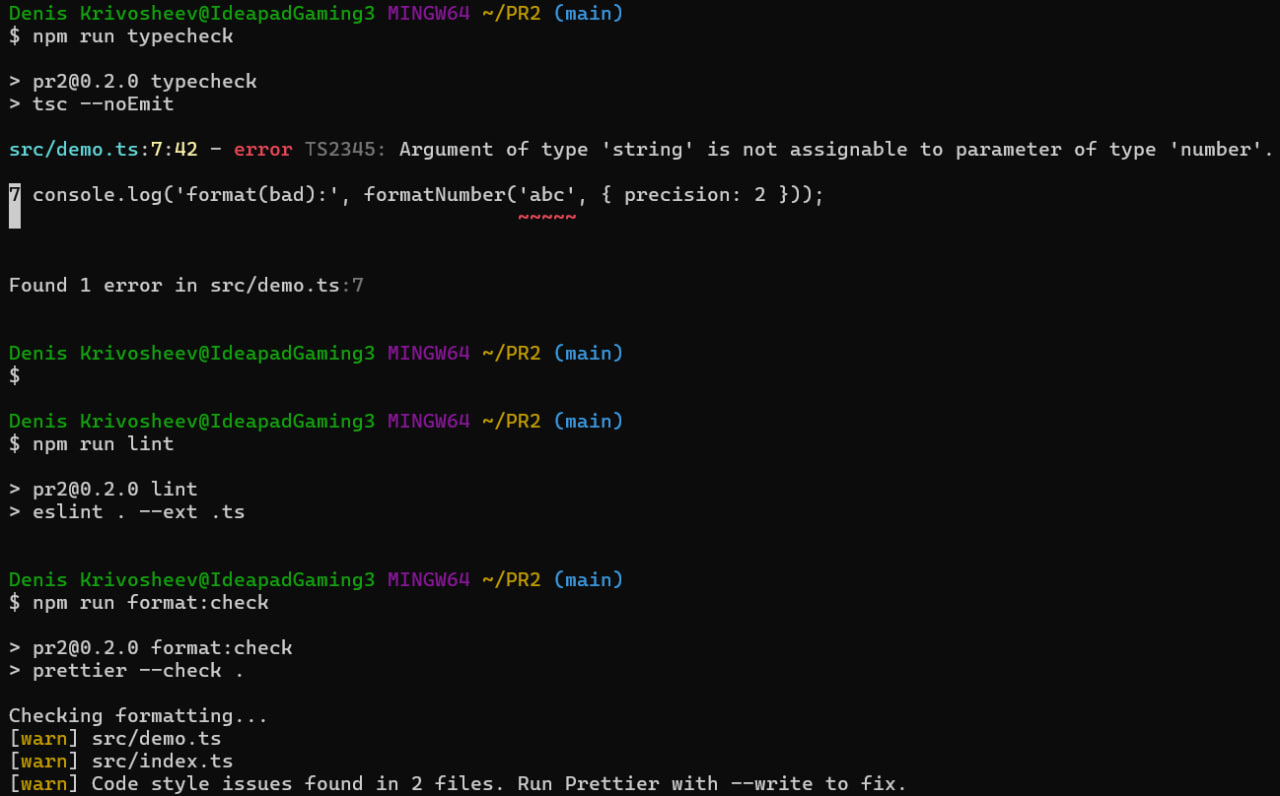 Denis Krivosheev@IdeapadGaming3 MINGW64 ~/PR2 (main)
$ npm run typecheck
> pr2@0.2.0 typecheck
> tsc --noEmit
src/demo.ts:7:42 - error TS2345: Argument of type 'string' is not assignable to parameter of type 'number'.
7 console.log('format(bad):', formatNumber('abc', { precision: 2 }));
~~~~~
Found 1 error in src/demo.ts:7
Denis Krivosheev@IdeapadGaming3 MINGW64 ~/PR2 (main)
$
Denis Krivosheev@IdeapadGaming3 MINGW64 ~/PR2 (main)
$ npm run lint
> pr2@0.2.0 lint
> eslint . --ext .ts
Denis Krivosheev@IdeapadGaming3 MINGW64 ~/PR2 (main)
$ npm run format:check
> pr2@0.2.0 format:check
> prettier --check .
Checking formatting...
[warn] src/demo.ts
[warn] src/index.ts
[warn] Code style issues found in 2 files. Run Prettier with --write to fix.